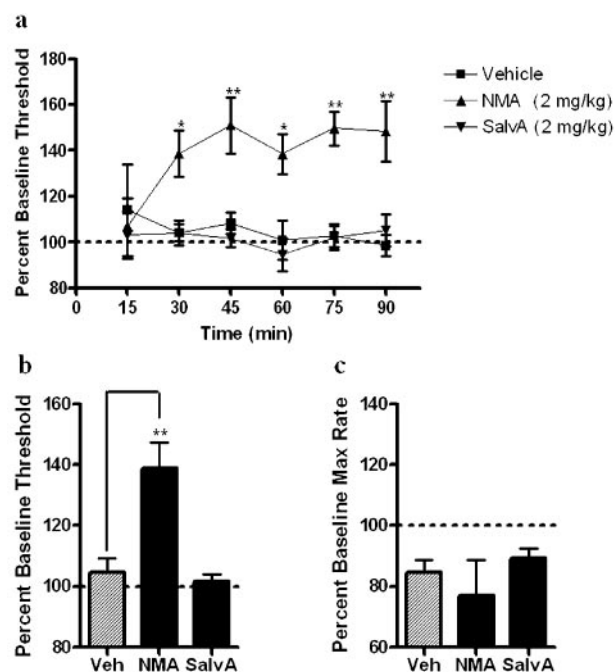 a
Percent Baseline Threshold
180
160
140
120
100
80
* ** * ** **
0 15 30 45 60 75 90
Time (min)
Vehicle
NMA (2 mg/kg)
SalvA (2 mg/kg)
b
Percent Baseline Threshold
160
140
120
100
80
**
Veh NMA SalvA
c
Percent Baseline Max Rate
140
120
100
80
60
Veh NMA SalvA